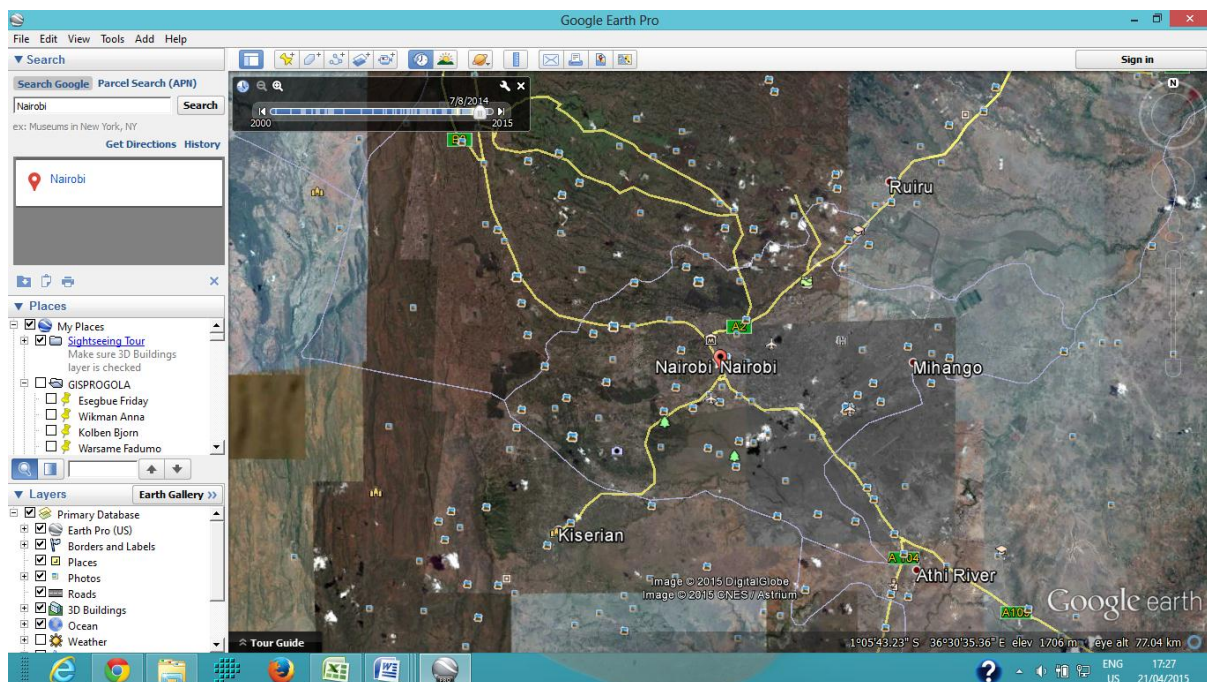 Google Earth Pro
File Edit View Tools Add Help
▼ Search
Sign in
Search Google Parcel Search (APN)
Nairobi Search
ex: Museums in New York, NY
Get Directions History
Nairobi
7/8/2014
2000 2015
N
Ruiru
A2
Nairobi Nairobi
Mihango
Kiserian
A104
Athi River
A109
▼ Places
My Places
Sightseeing Tour
Make sure 3D Buildings
layer is checked
GISPROGOLA
Esegbue Friday
Wikman Anna
Kolben Bjorn
Warsame Fadumo
▼ Layers Earth Gallery >>
Primary Database
Earth Pro (US)
Borders and Labels
Places
Photos
Roads
3D Buildings
Ocean
Weather
Image © 2015 DigitalGlobe
Image © 2015 CNES / Astrium
Google earth
Tour Guide
1°05'43.23" S 36°30'35.36" E elev 1706 m eye alt 77.04 km
PRO
ENG 17:27
US 21/04/2015